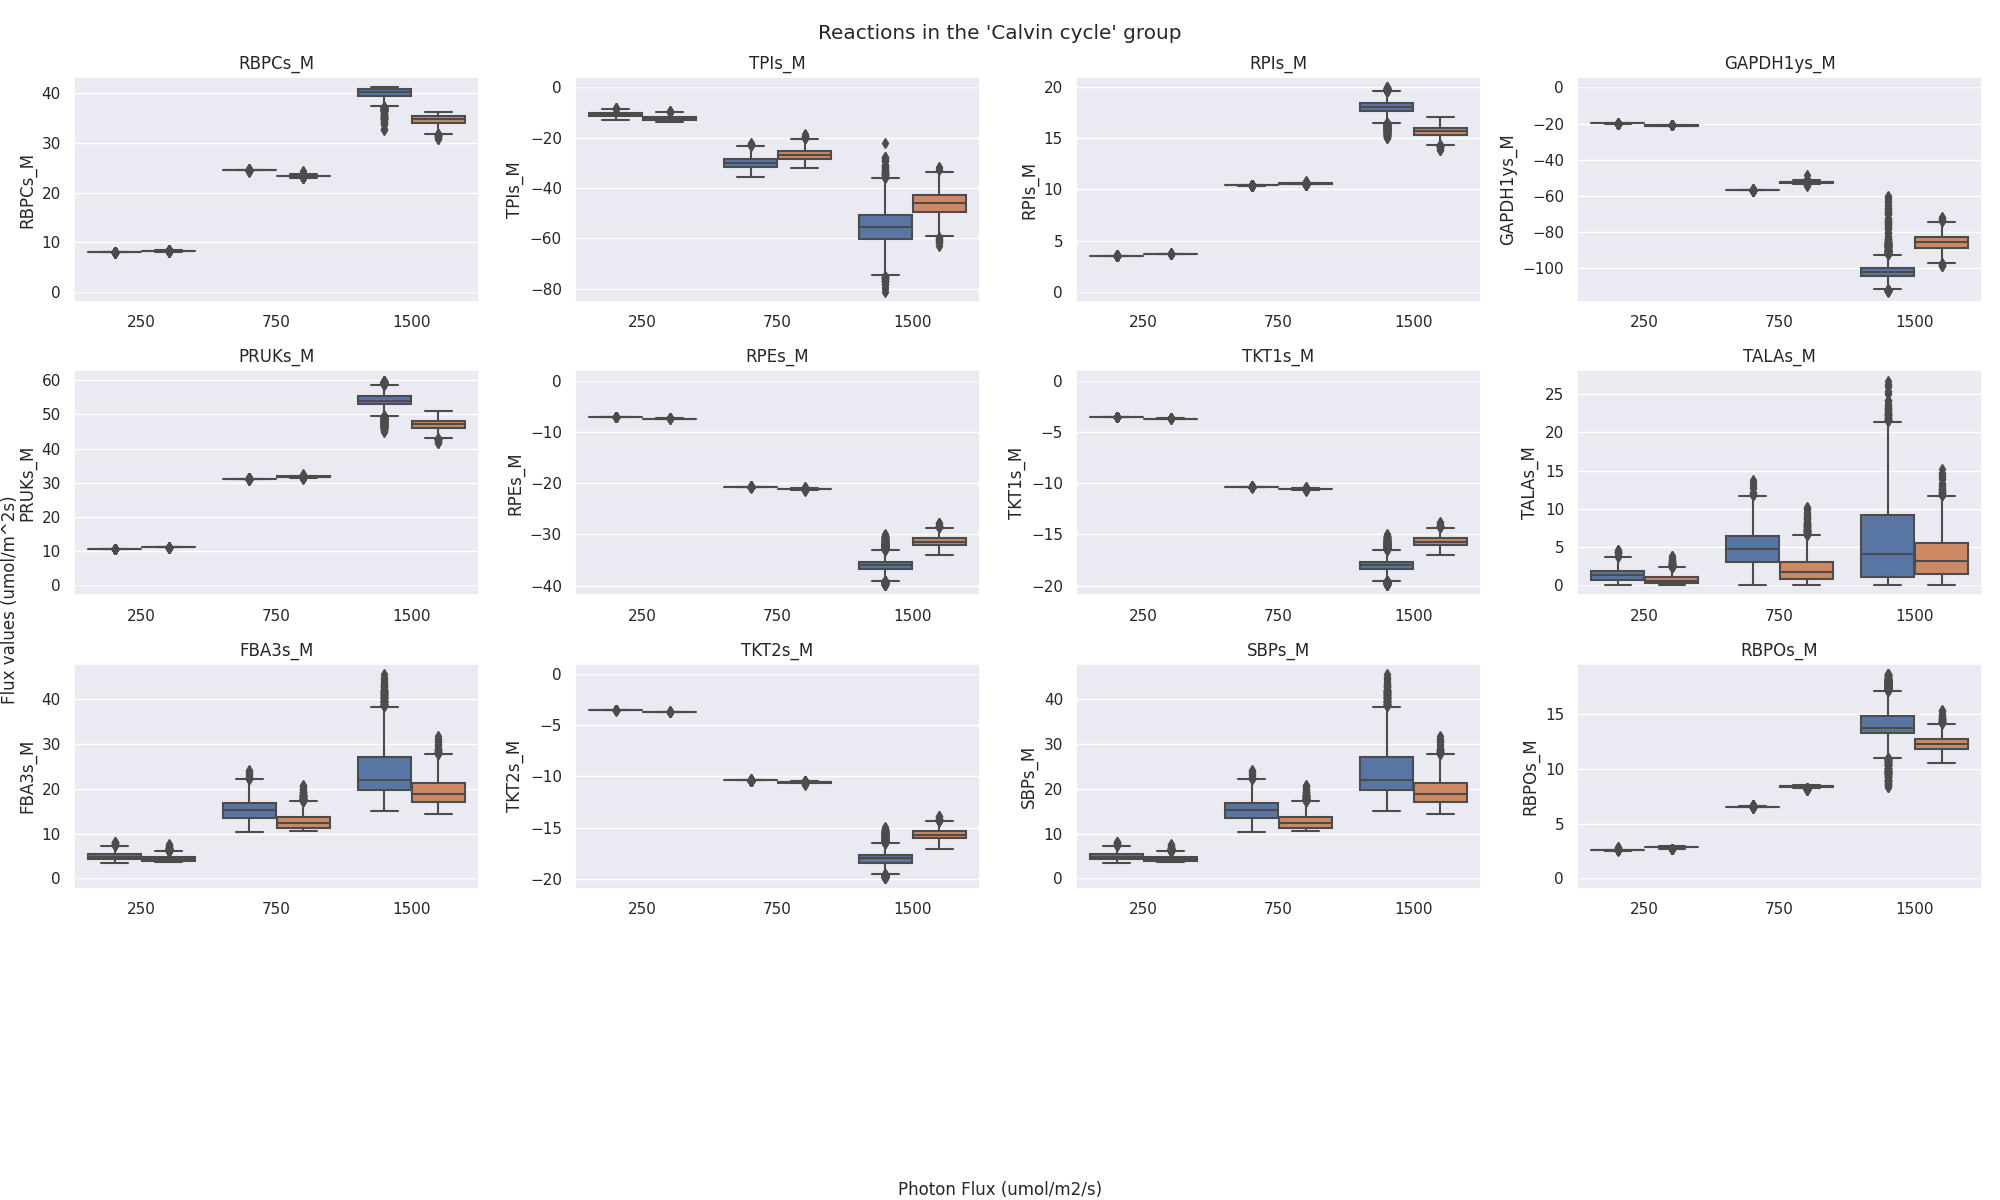 Reactions in the 'Calvin cycle' group
RBPCs_M
RBPCs_M
40
30
20
10
0
250 750 1500
TPIs_M
TPIs_M
0
−20
−40
−60
−80
250 750 1500
RPIs_M
RPIs_M
20
15
10
5
0
250 750 1500
GAPDH1ys_M
GAPDH1ys_M
0
−20
−40
−60
−80
−100
250 750 1500
PRUKs_M
PRUKs_M
60
50
40
30
20
10
0
250 750 1500
RPEs_M
RPEs_M
0
−10
−20
−30
−40
250 750 1500
TKT1s_M
TKT1s_M
0
−5
−10
−15
−20
250 750 1500
TALAs_M
TALAs_M
25
20
15
10
5
0
250 750 1500
Flux values (umol/m^2s)
FBA3s_M
FBA3s_M
40
30
20
10
0
250 750 1500
TKT2s_M
TKT2s_M
0
−5
−10
−15
−20
250 750 1500
SBPs_M
SBPs_M
40
30
20
10
0
250 750 1500
RBPOs_M
RBPOs_M
15
10
5
0
250 750 1500
Photon Flux (umol/m2/s)